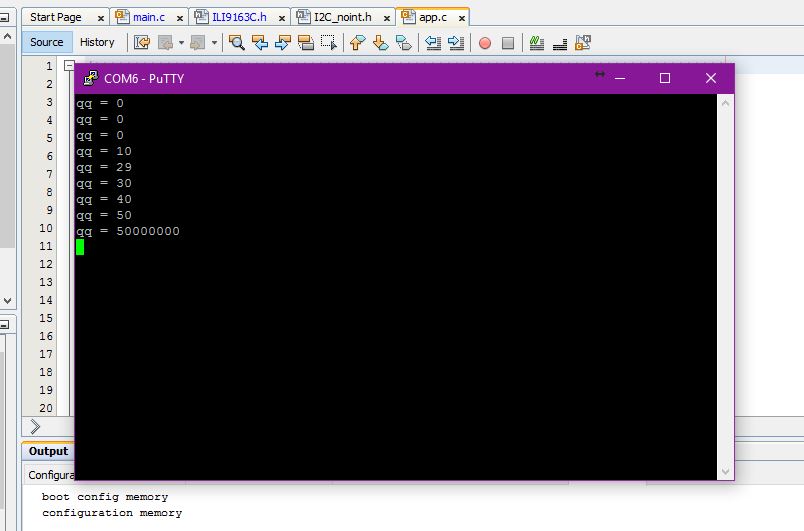 Start Page main.c ILI9163C.h I2C_noint.h app.c
Source History
COM6 - PuTTY
1
2
3
4
5
6
7
8
9
10
11
12
13
14
15
16
17
18
19
20
qq = 0
qq = 0
qq = 0
qq = 10
qq = 29
qq = 30
qq = 40
qq = 50
qq = 50000000
Output
Configura
boot config memory
configuration memory